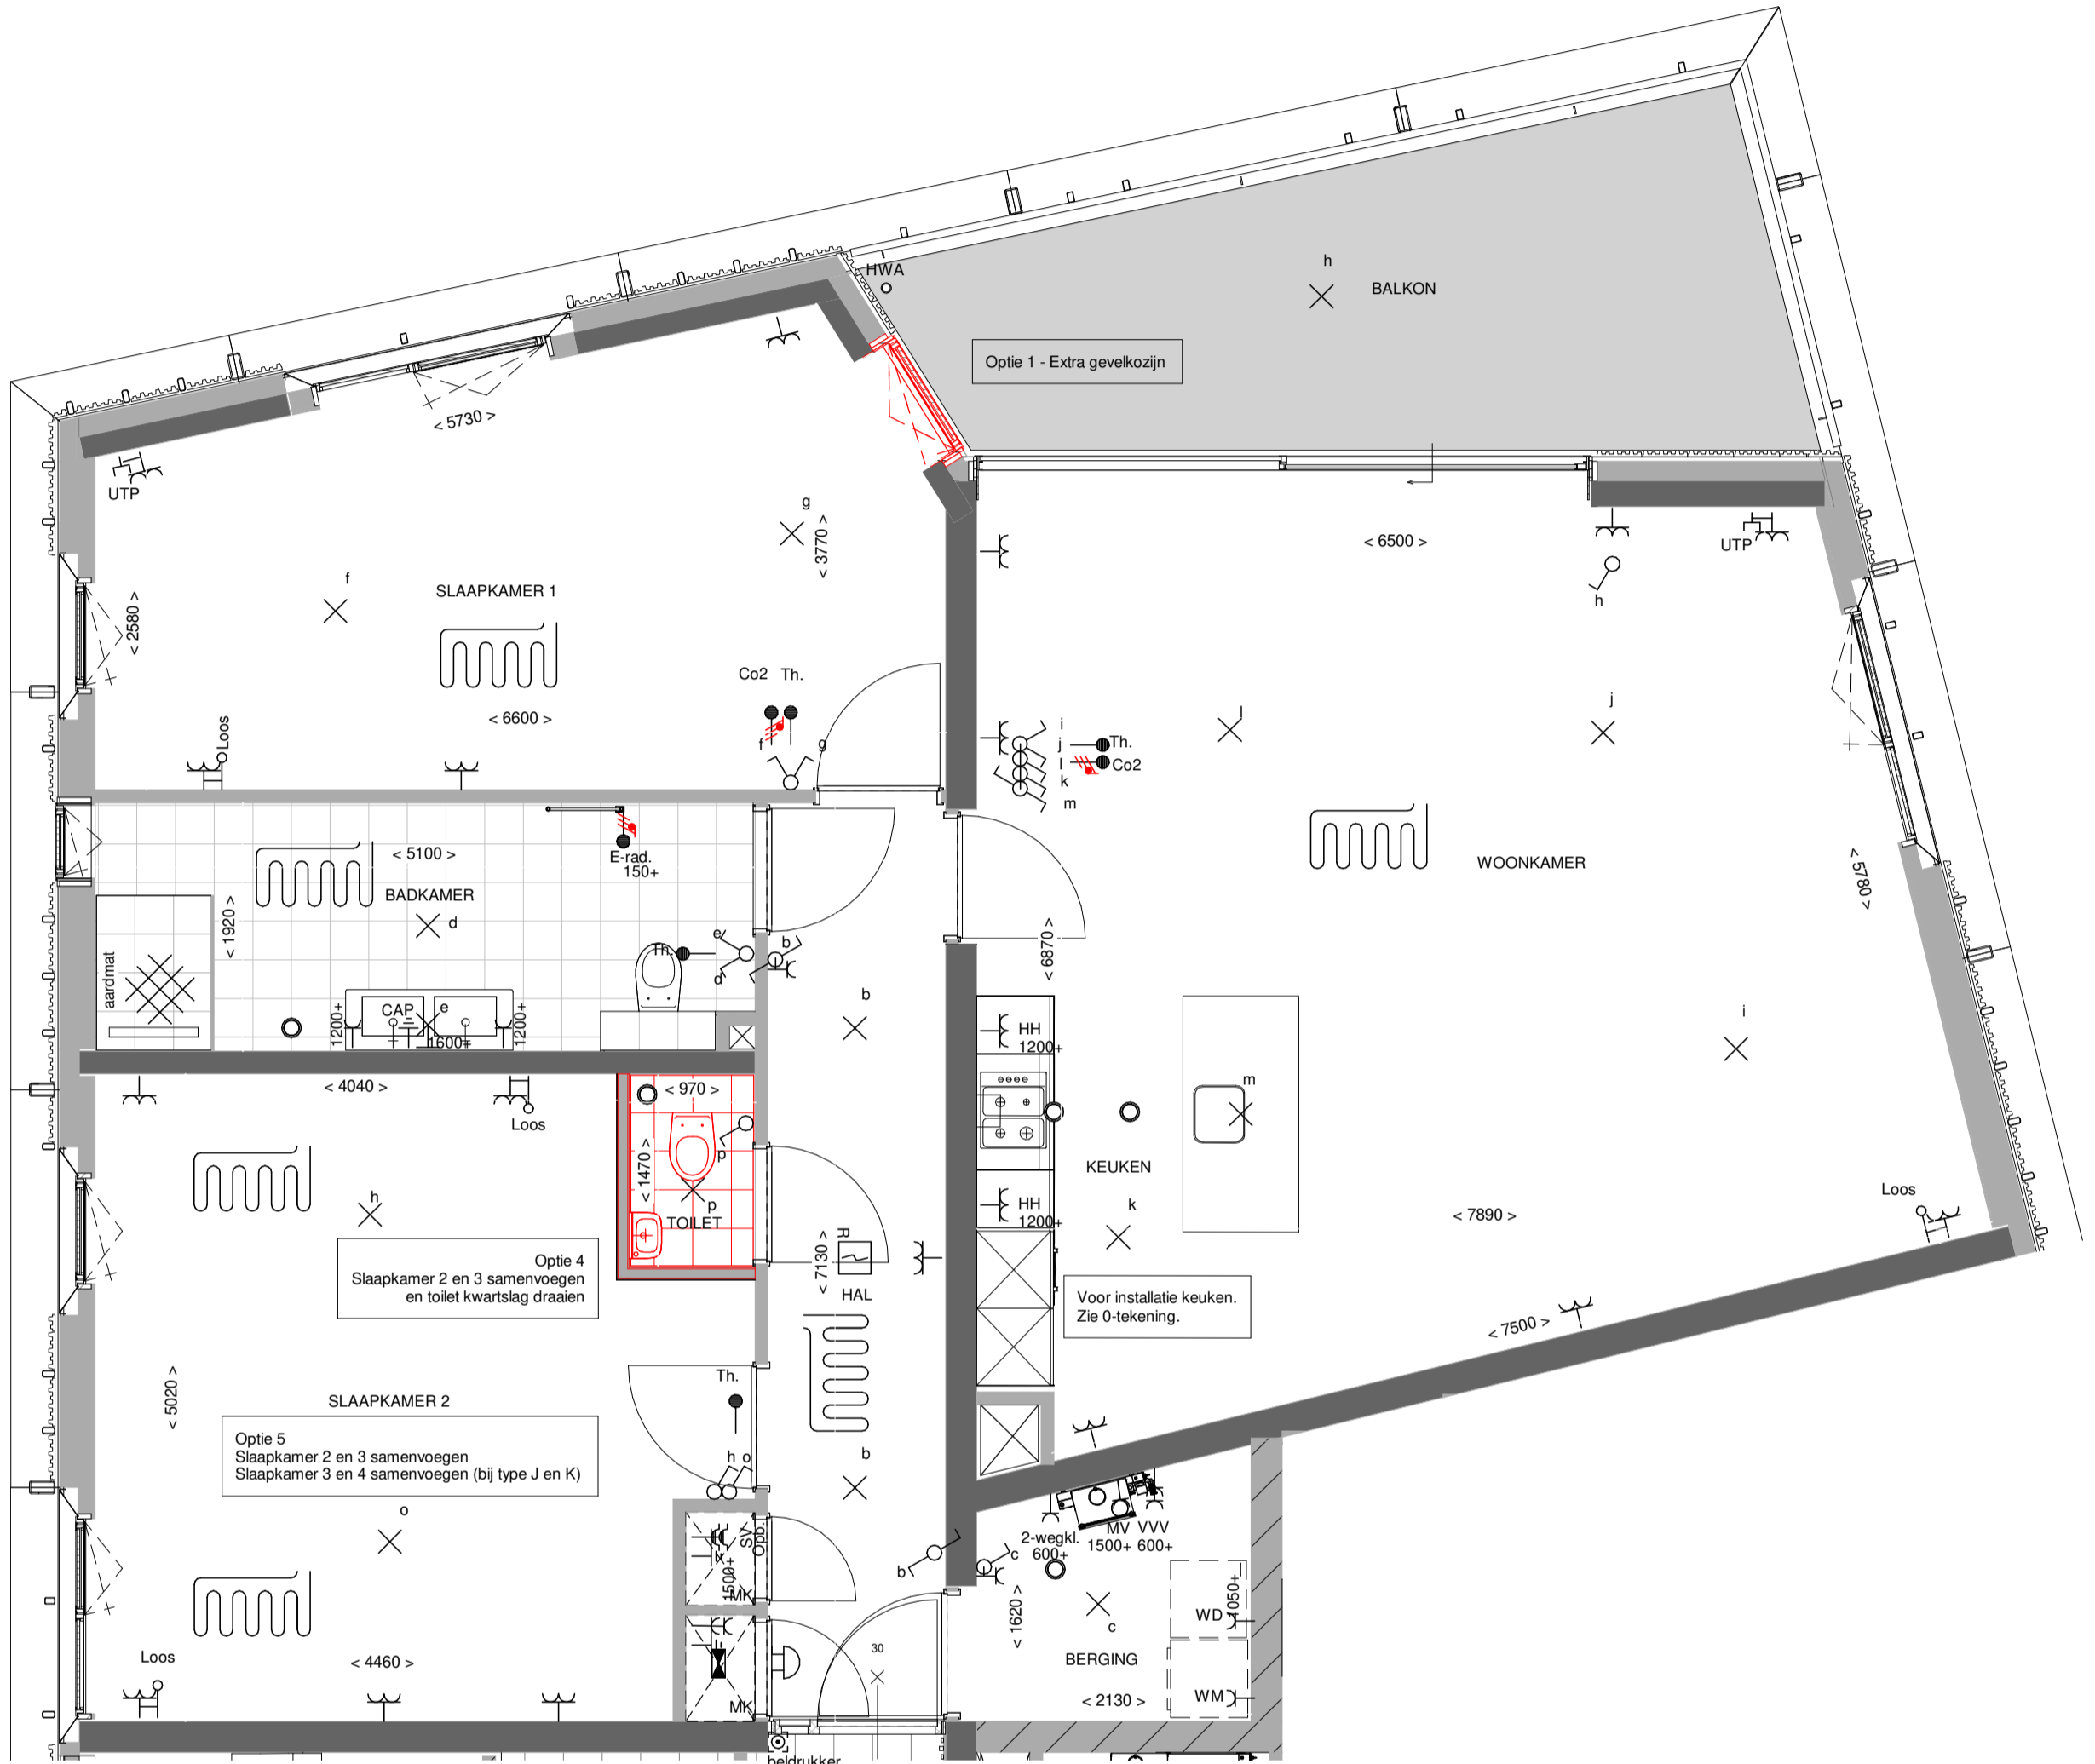 HWA
h
BALKON
Optie 1 - Extra gevelkozijn
< 5730 >
UTP
g
< 3770 >
< 6500 >
UTP
h
f
SLAAPKAMER 1
< 2580 >
Co2 Th.
< 6600 >
Loos
f
g
i
j
l
k
m
Th.
Co2
l
j
E-rad.
150+
< 5100 >
BADKAMER
d
< 1920 >
aardmat
Th.
e
d
b
< 6870 >
WOONKAMER
< 5780 >
CAP
e
1200+
1600+
1200+
b
HH
1200+
i
< 4040 >
Loos
< 970 >
m
< 1470 >
p
p
TOILET
KEUKEN
h
k
HH
1200+
Loos
< 7890 >
R
< 7130 >
HAL
Optie 4
Slaapkamer 2 en 3 samenvoegen
en toilet kwartslag draaien
Voor installatie keuken.
Zie 0-tekening.
< 7500 >
< 5020 >
Th.
SLAAPKAMER 2
Optie 5
Slaapkamer 2 en 3 samenvoegen
Slaapkamer 3 en 4 samenvoegen (bij type J en K)
h o
b
o
SV
Opb.
1500+
MK
b
c
2-wegkl.
600+
MV
1500+
VVV
600+
< 1620 >
c
1050+
WD
BERGING
WM
< 2130 >
30
Loos
< 4460 >
MK
beldrukker